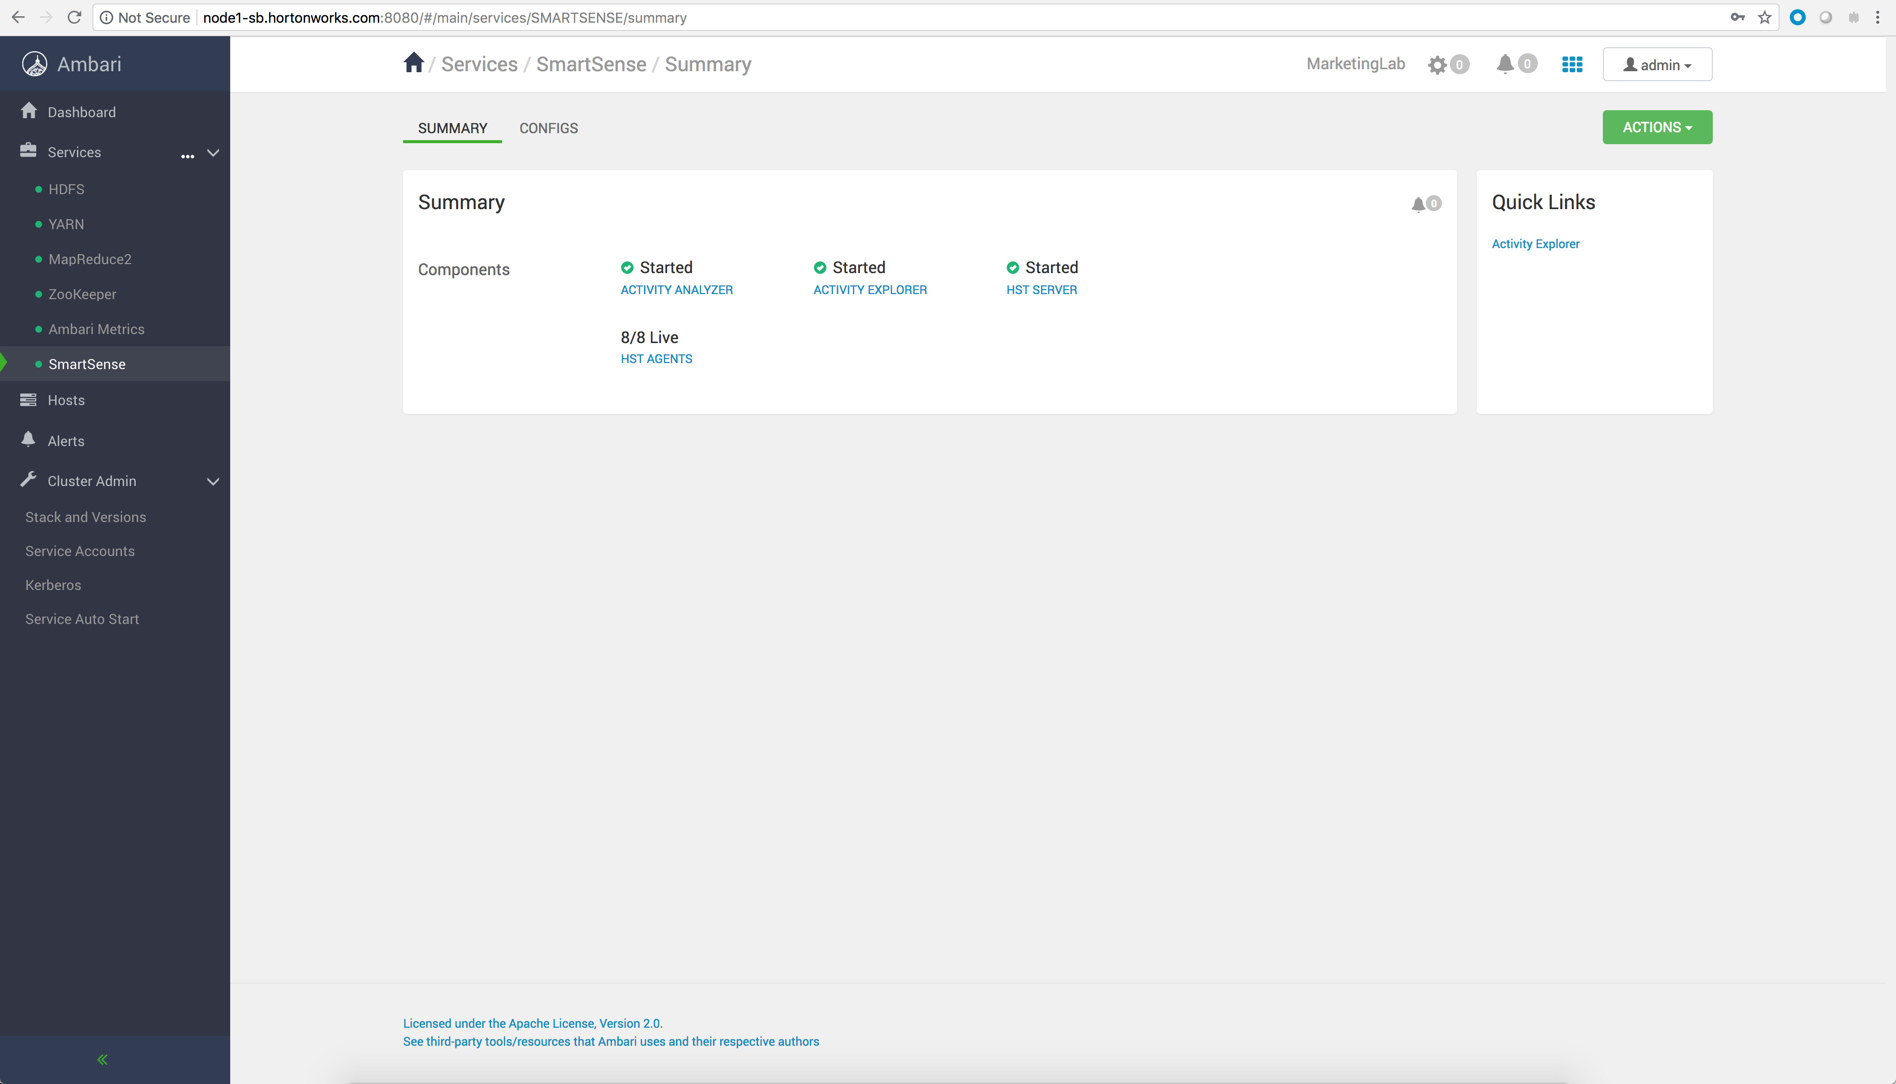 Not Secure node1-sb.hortonworks.com:8080/#/main/services/SMARTSENSE/summary
Ambari
/ Services / SmartSense / Summary
MarketingLab 0 0 admin
Dashboard
Services ...
HDFS
YARN
MapReduce2
ZooKeeper
Ambari Metrics
SmartSense
Hosts
Alerts
Cluster Admin
Stack and Versions
Service Accounts
Kerberos
Service Auto Start
SUMMARY CONFIGS
ACTIONS
Summary
0
Components
Started
ACTIVITY ANALYZER
Started
ACTIVITY EXPLORER
Started
HST SERVER
8/8 Live
HST AGENTS
Quick Links
Activity Explorer
Licensed under the Apache License, Version 2.0.
See third-party tools/resources that Ambari uses and their respective authors